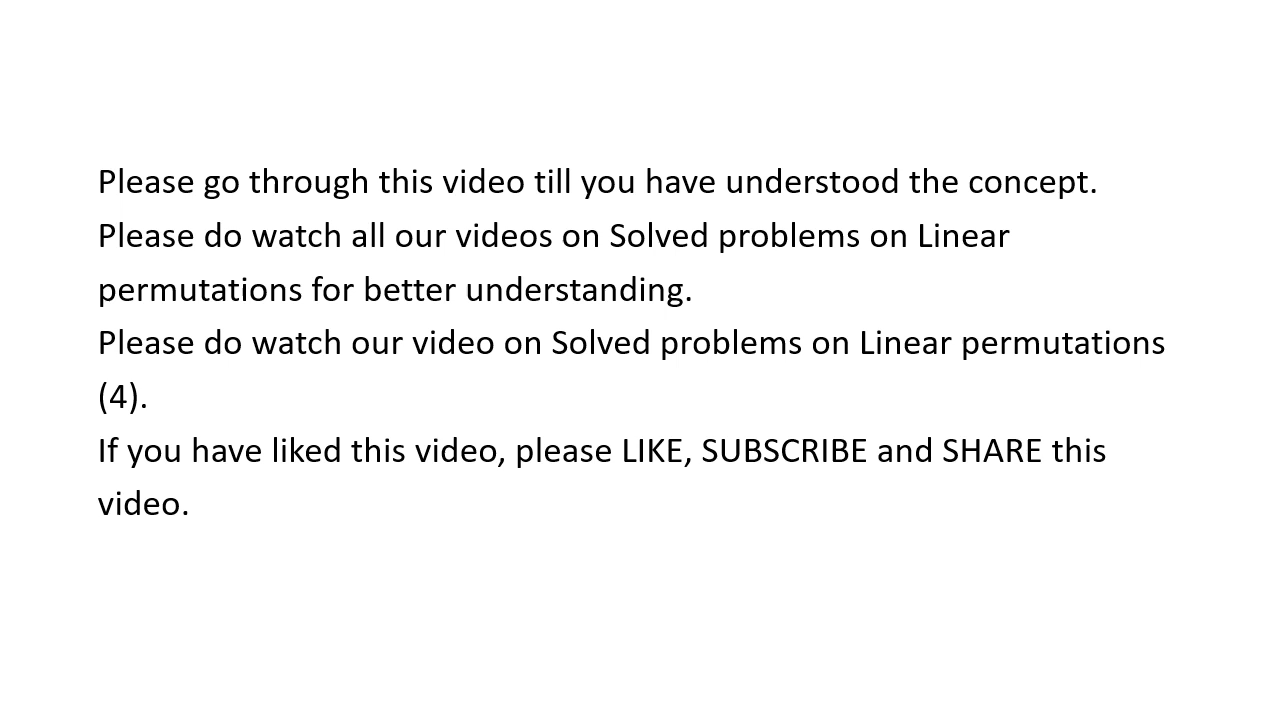 Please go through this video till you have understood the concept.
Please do watch all our videos on Solved problems on Linear
permutations for better understanding.
Please do watch our video on Solved problems on Linear permutations
(4).
If you have liked this video, please LIKE, SUBSCRIBE and SHARE this
video.